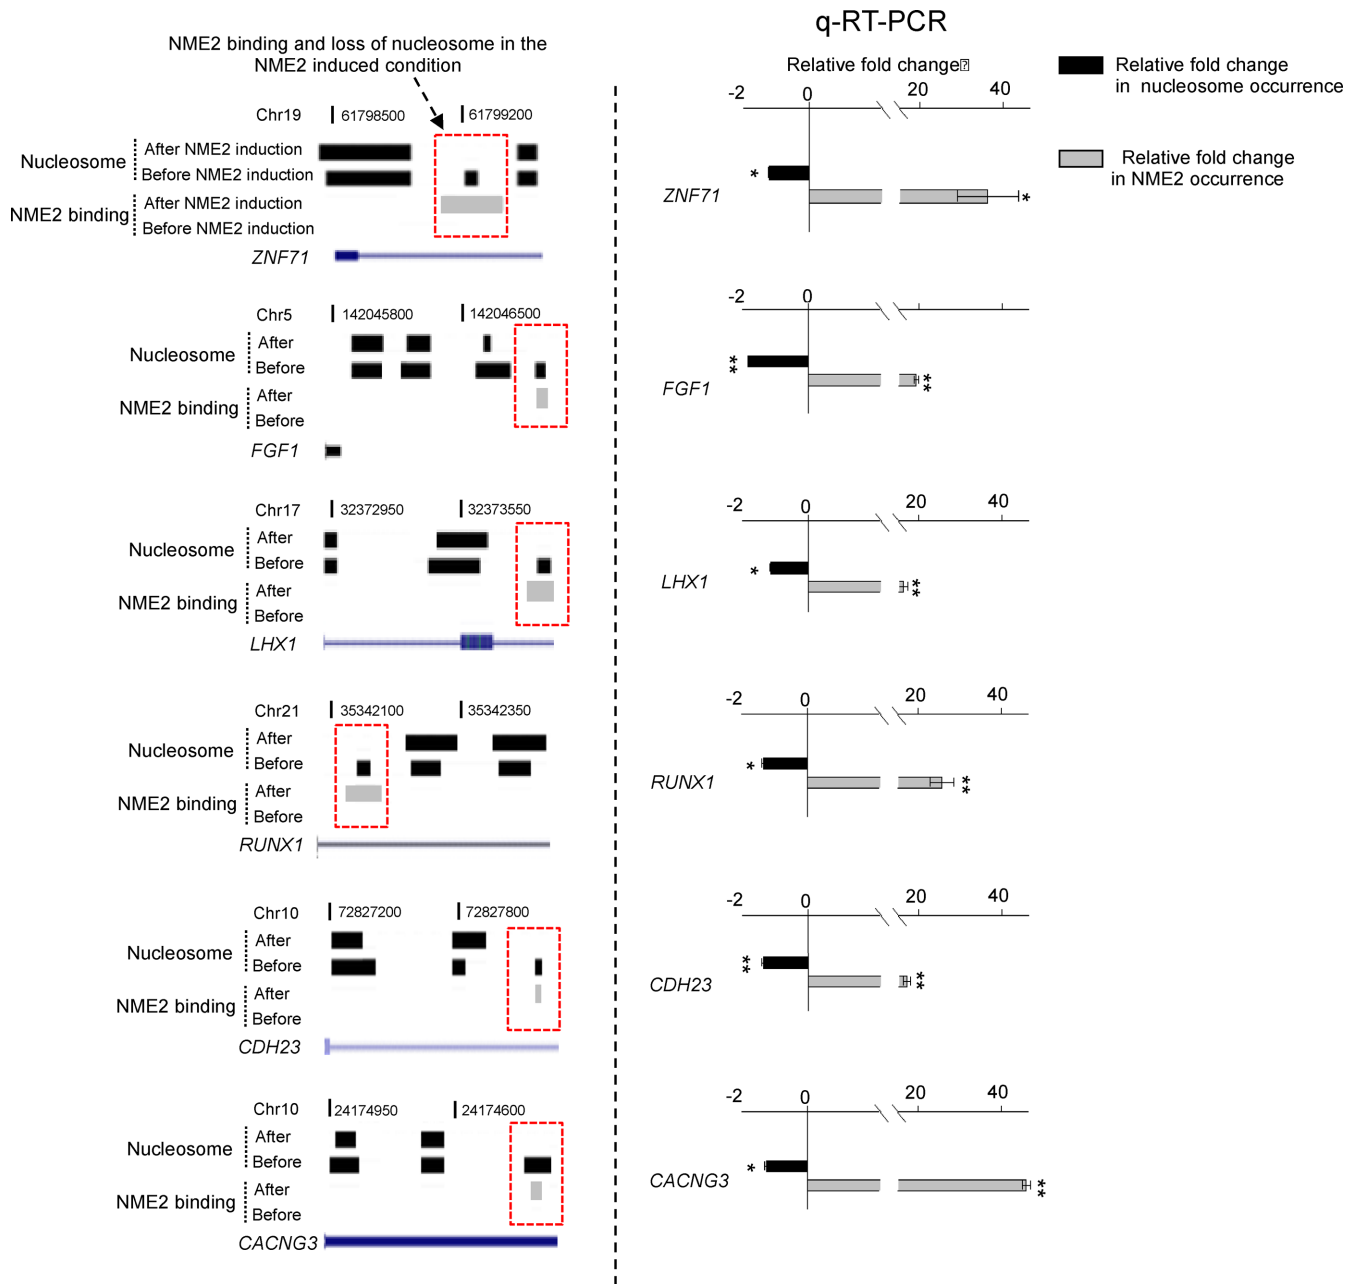 q-RT-PCR
NME2 binding and loss of nucleosome in the
NME2 induced condition
Relative fold change
Relative fold change
in nucleosome occurrence
Relative fold change
in NME2 occurrence
Chr19 61798500 61799200
Nucleosome
After NME2 induction
Before NME2 induction
NME2 binding
After NME2 induction
Before NME2 induction
ZNF71
-2 0 20 40
ZNF71
*
*
Chr5 142045800 142046500
Nucleosome
After
Before
NME2 binding
After
Before
FGF1
-2 0 20 40
FGF1
**
**
Chr17 32372950 32373550
Nucleosome
After
Before
NME2 binding
After
Before
LHX1
-2 0 20 40
LHX1
*
**
Chr21 35342100 35342350
Nucleosome
After
Before
NME2 binding
After
Before
RUNX1
-2 0 20 40
RUNX1
*
**
Chr10 72827200 72827800
Nucleosome
After
Before
NME2 binding
After
Before
CDH23
-2 0 20 40
CDH23
**
**
Chr10 24174950 24174600
Nucleosome
After
Before
NME2 binding
After
Before
CACNG3
-2 0 20 40
CACNG3
*
**